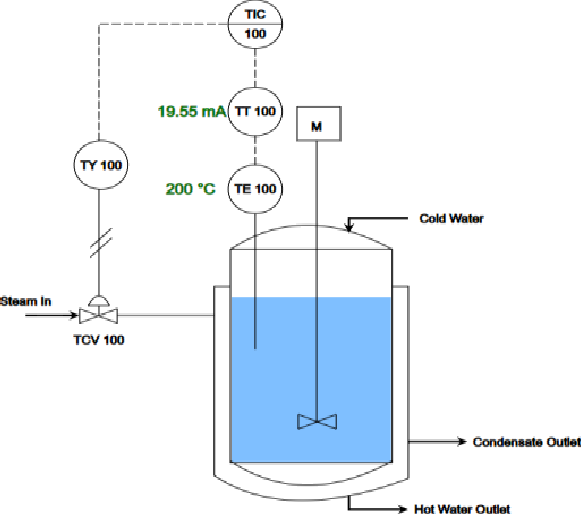 TIC
100
19.55 mA
TT 100
M
TY 100
200 °C
TE 100
Cold Water
Steam In
TCV 100
Condensate Outlet
Hot Water Outlet